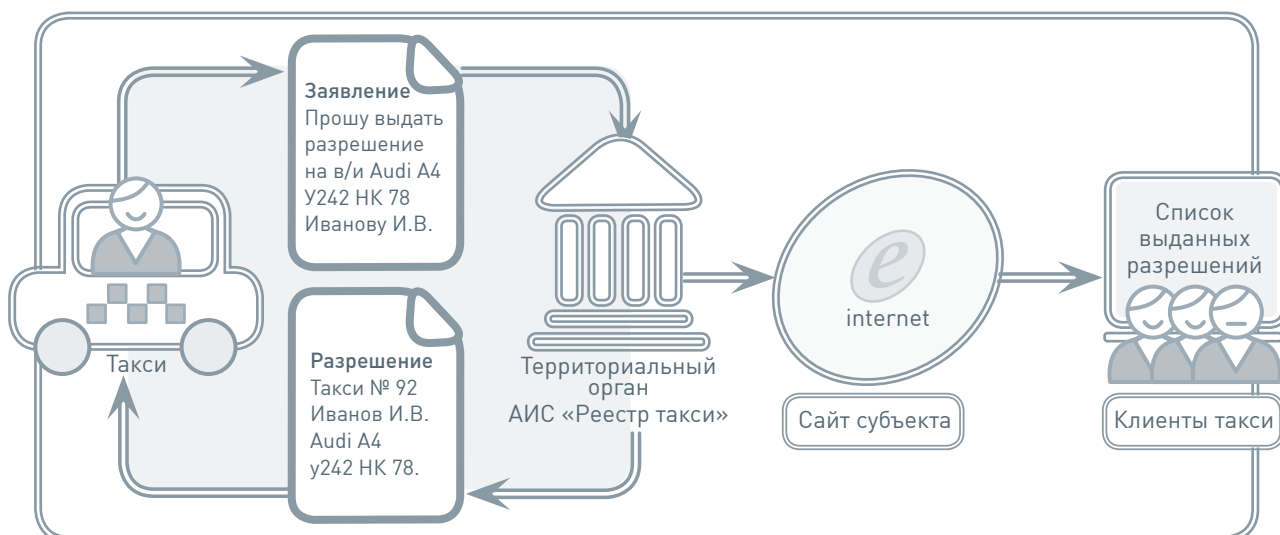 Заявление
Прошу выдать
разрешение
на в/и Audi A4
У242 НК 78
Иванову И.В.
Такси
Разрешение
Такси № 92
Иванов И.В.
Audi A4
у242 НК 78.
Территориальный
орган
АИС «Реестр такси»
e
internet
Сайт субъекта
Список
выданных
разрешений
Клиенты такси